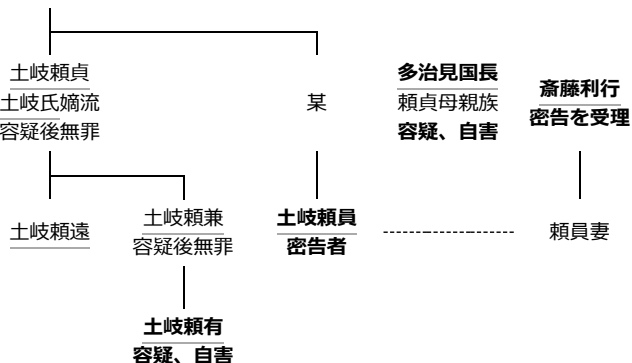 土岐頼貞
土岐氏嫡流
容疑後無罪
某
多治見国長
頼貞母親族
容疑、自害
斎藤利行
密告を受理
土岐頼遠
土岐頼兼
容疑後無罪
土岐頼員
密告者
頼員妻
土岐頼有
容疑、自害